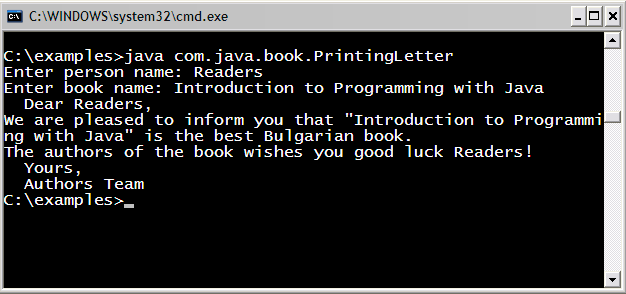 C:\WINDOWS\system32\cmd.exe
C:\examples>java com.java.book.PrintingLetter
Enter person name: Readers
Enter book name: Introduction to Programming with Java
  Dear Readers,
We are pleased to inform you that "Introduction to Programmi
ng with Java" is the best Bulgarian book.
The authors of the book wishes you good luck Readers!
  Yours,
  Authors Team
C:\examples>